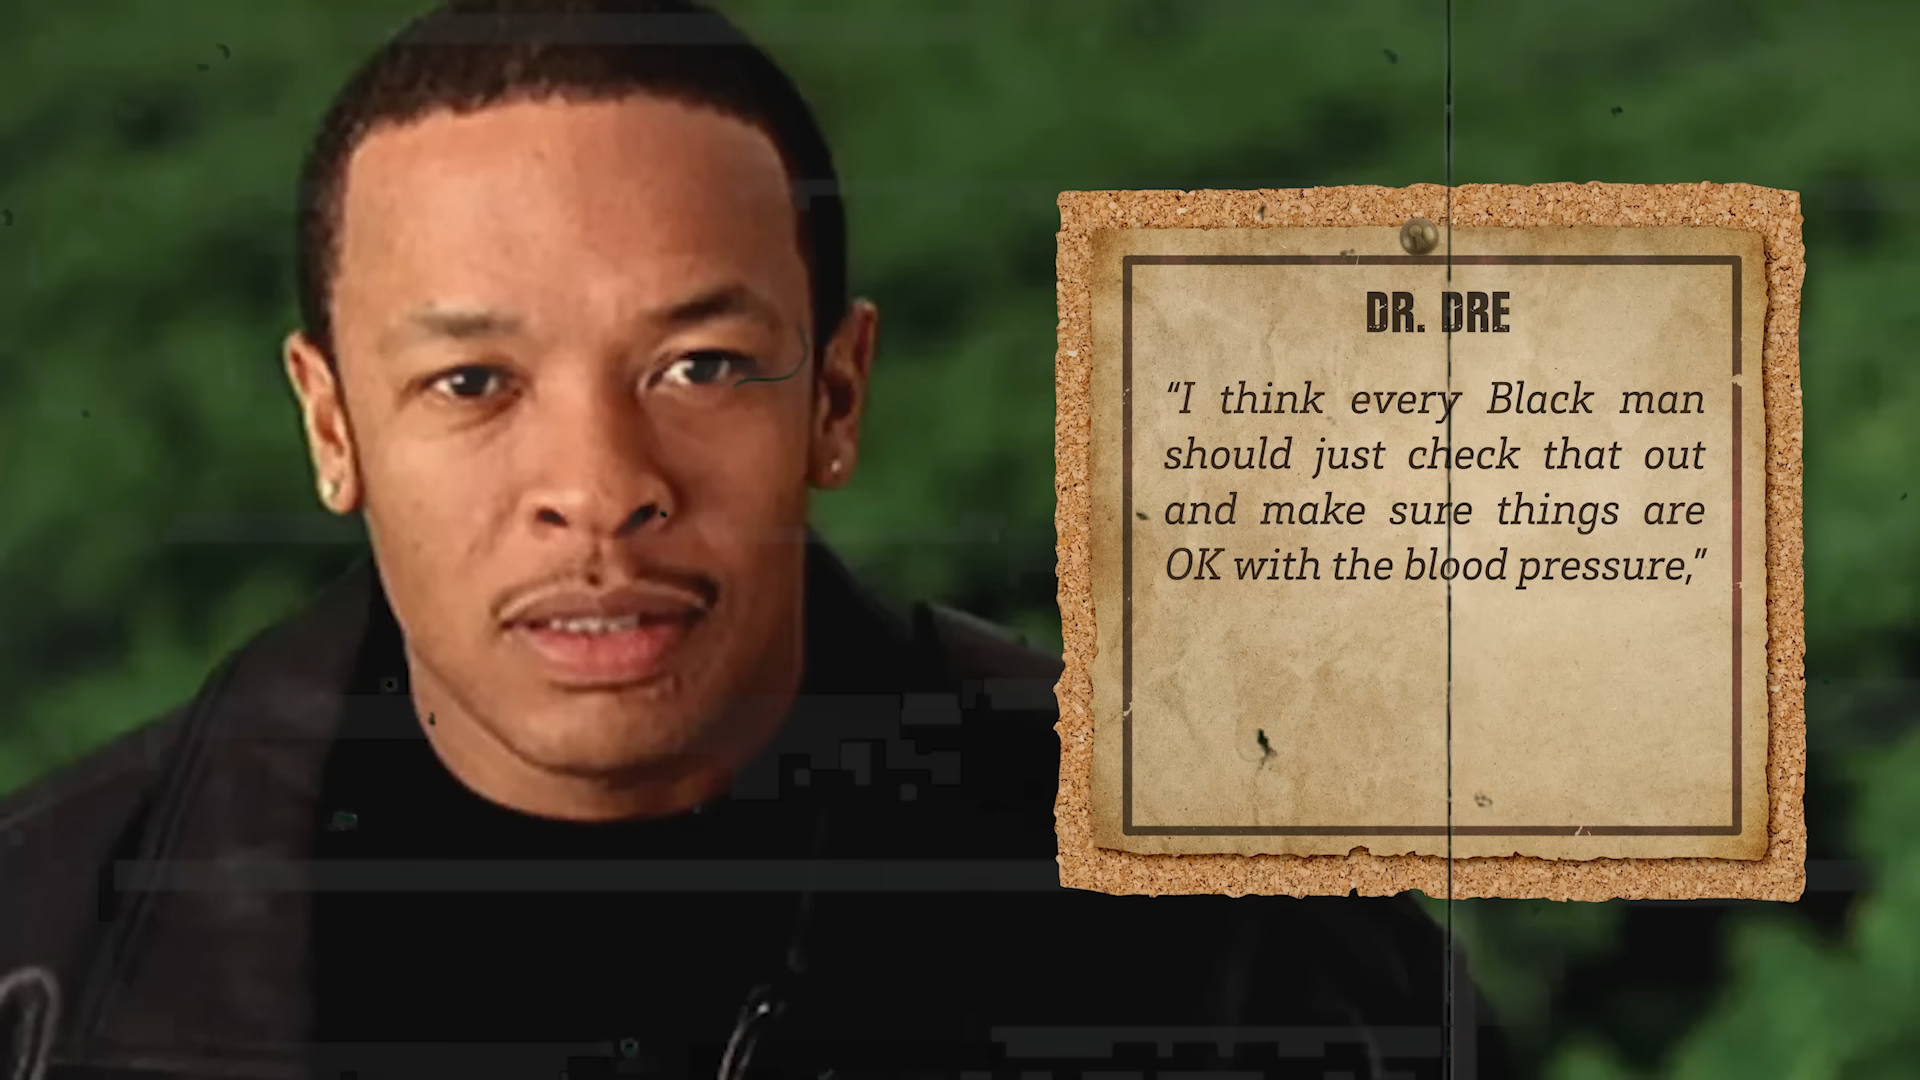 DR. DRE
“I think every Black man
should just check that out
and make sure things are
OK with the blood pressure,”